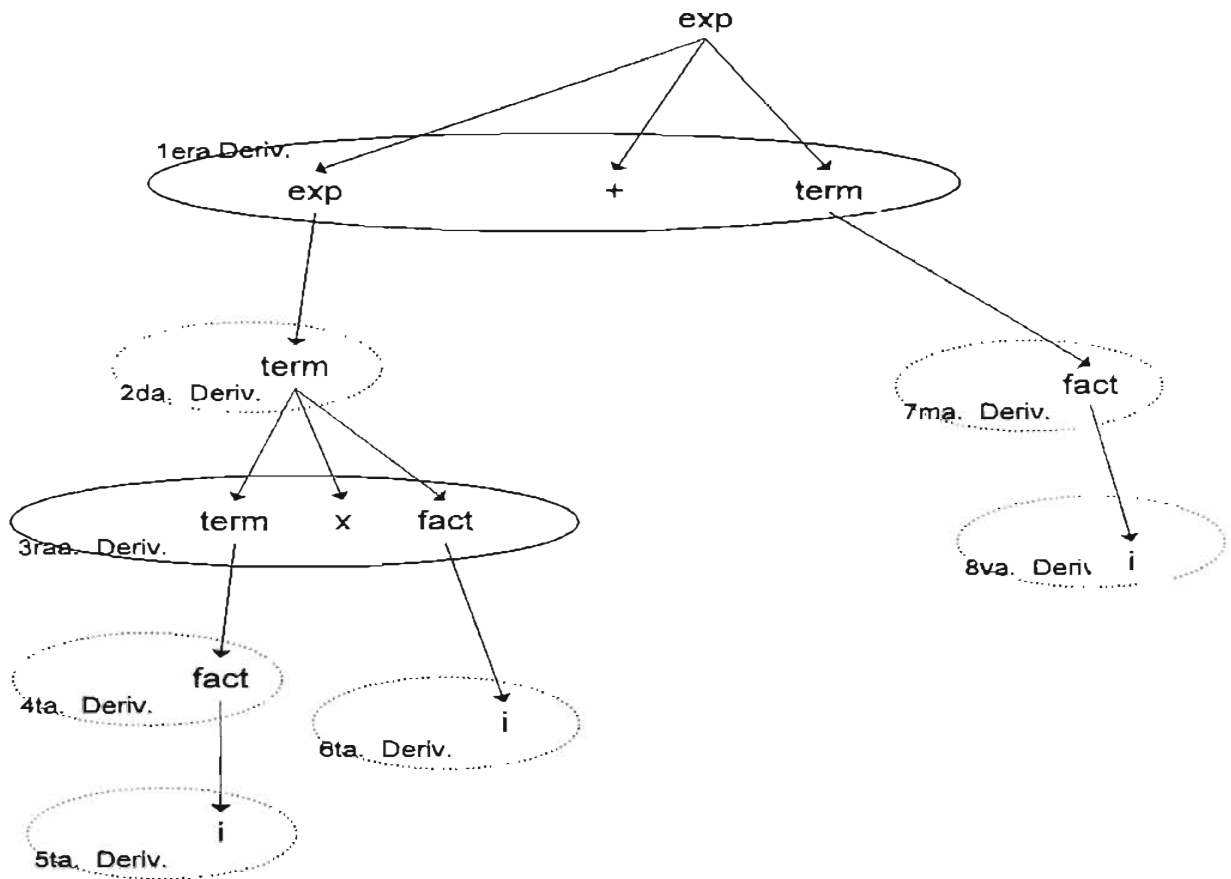 exp
1era Deriv.
exp + term
term
2da. Deriv.
fact
7ma. Deriv.
term x fact
3raa. Deriv.
i
8va. Deriv
fact
4ta. Deriv.
i
6ta. Deriv.
i
5ta. Deriv.